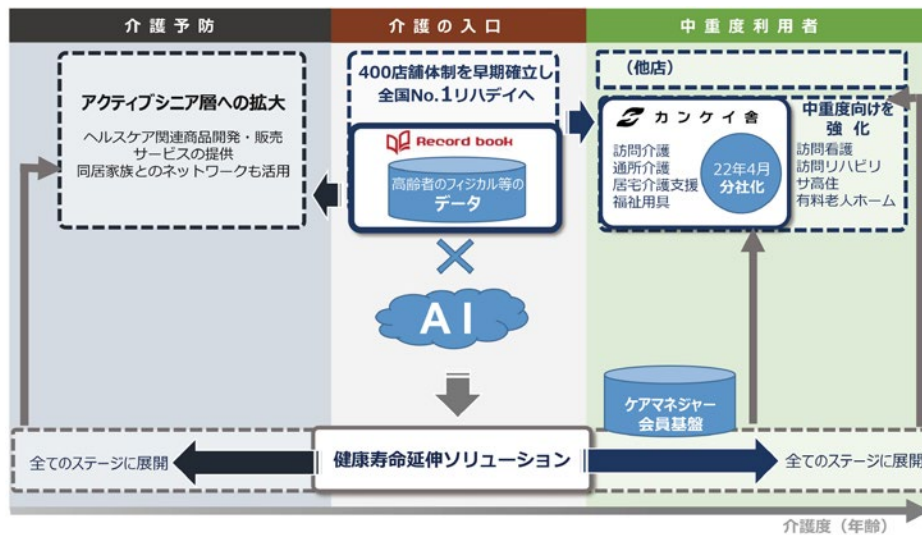 介護予防
介護の入口
中重度利用者
アクティブシニア層への拡大
ヘルスケア関連商品開発・販売
サービスの提供
同居家族とのネットワークも活用
400店舗体制を早期確立し
全国No.1リハデイへ
Record book
高齢者のフィジカル等の
データ
AI
(他店)
カンケイ舎
訪問介護
通所介護
居宅介護支援
福祉用具
22年4月
分社化
中重度向けを
強化
訪問看護
訪問リハビリ
サ高住
有料老人ホーム
ケアマネジャー
会員基盤
全てのステージに展開
健康寿命延伸ソリューション
全てのステージに展開
介護度(年齢)